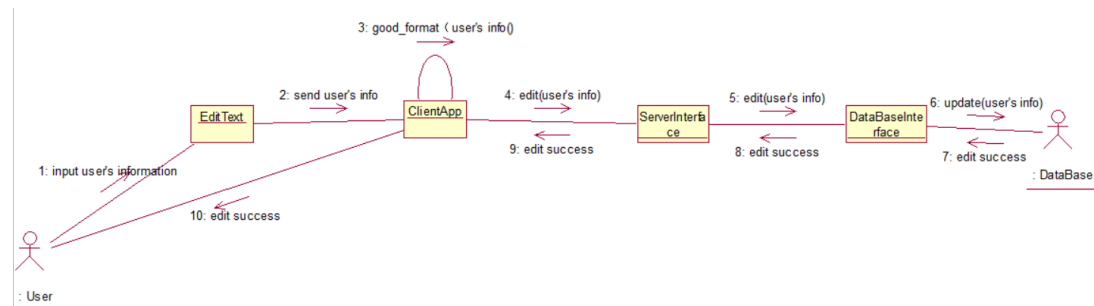 3: good_format ( user's info()
2: send user's info
4: edit(user's info)
5: edit(user's info)
6: update(user's info)
EditText
ClientApp
ServerInterfa
ce
DataBaseInte
rface
9: edit success
8: edit success
7: edit success
1: input user's information
: DataBase
10: edit success
: User